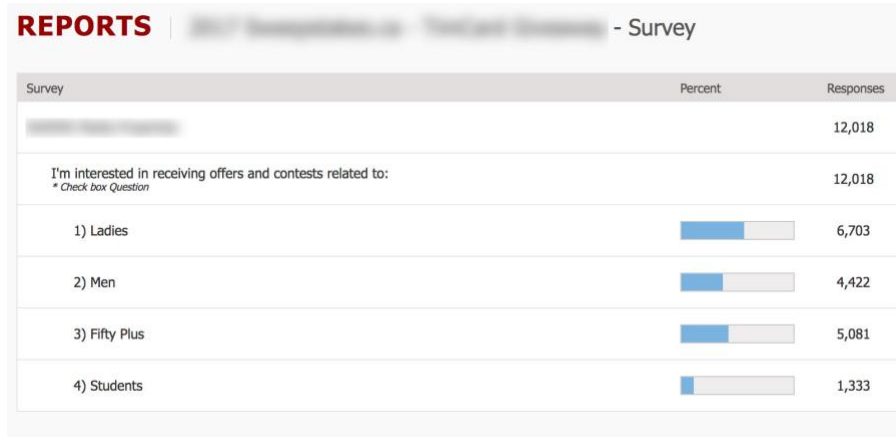 REPORTS - Survey
Survey Percent Responses
12,018
I'm interested in receiving offers and contests related to: 12,018
* Check box Question
1) Ladies 6,703
2) Men 4,422
3) Fifty Plus 5,081
4) Students 1,333